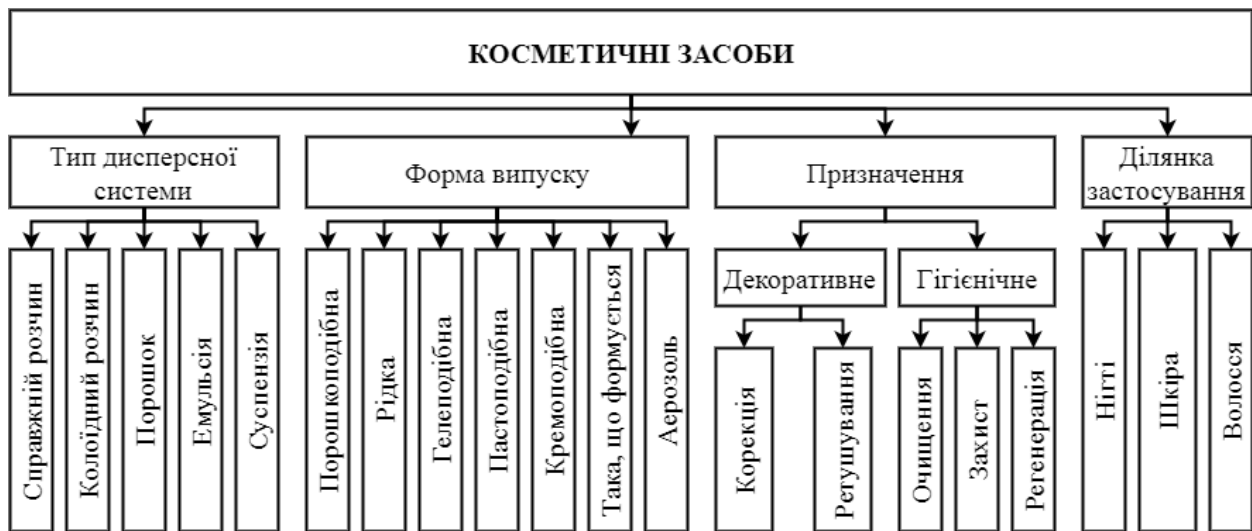 КОСМЕТИЧНІ ЗАСОБИ
Тип дисперсної
системи
Форма випуску
Призначення
Ділянка
застосування
Справжній розчин
Колоїдний розчин
Порошок
Емульсія
Суспензія
Порошкоподібна
Рідка
Гелеподібна
Пастоподібна
Кремоподібна
Така, що формується
Аерозоль
Декоративне
Гігієнічне
Корекція
Ретушування
Очищення
Захист
Регенерація
Нігті
Шкіра
Волосся